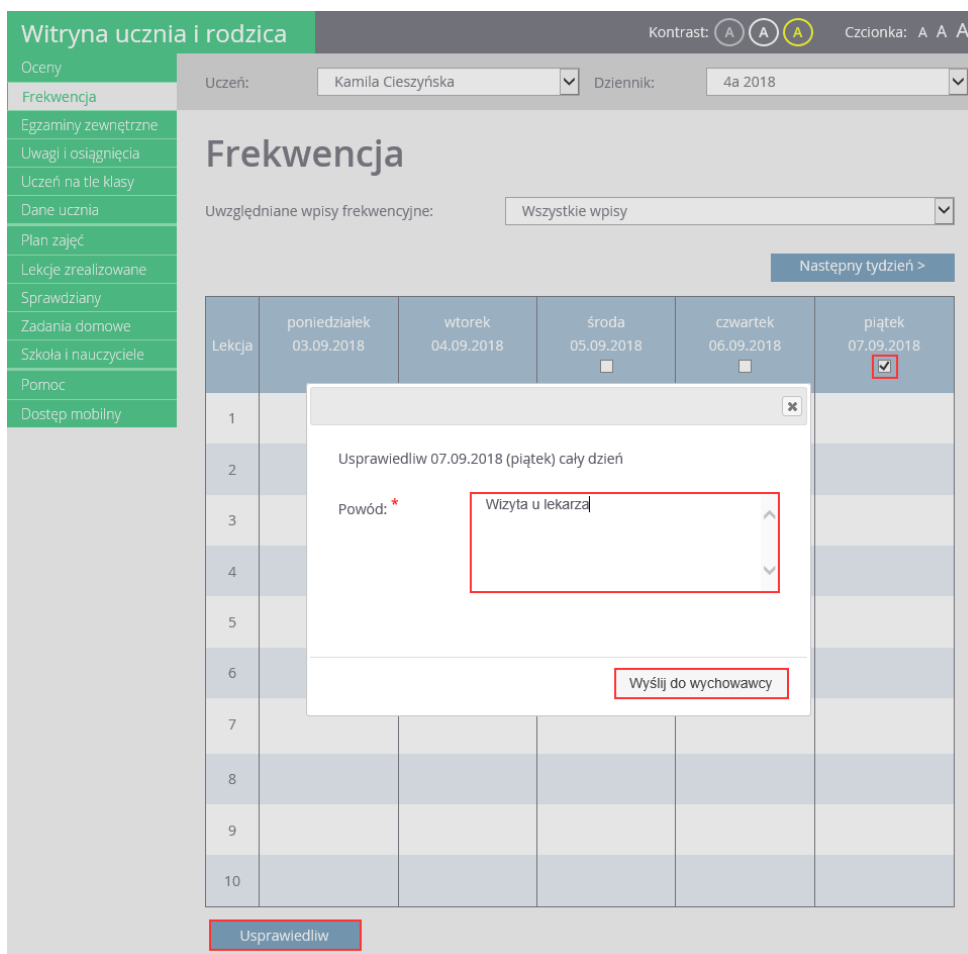 Witryna ucznia i rodzica
Kontrast: A A A Czcionka: A A A
Oceny
Frekwencja
Egzaminy zewnętrzne
Uwagi i osiągnięcia
Uczeń na tle klasy
Dane ucznia
Plan zajęć
Lekcje zrealizowane
Sprawdziany
Zadania domowe
Szkoła i nauczyciele
Pomoc
Dostęp mobilny
Uczeń: Kamila Cieszyńska Dziennik: 4a 2018
Frekwencja
Uwzględniane wpisy frekwencyjne: Wszystkie wpisy
Następny tydzień >
Lekcja
poniedziałek
03.09.2018
wtorek
04.09.2018
środa
05.09.2018
czwartek
06.09.2018
piątek
07.09.2018
1
2
3
4
5
6
7
8
9
10
Usprawiedliw 07.09.2018 (piątek) cały dzień
Powód: * Wizyta u lekarza
Wyślij do wychowawcy
Usprawiedliw